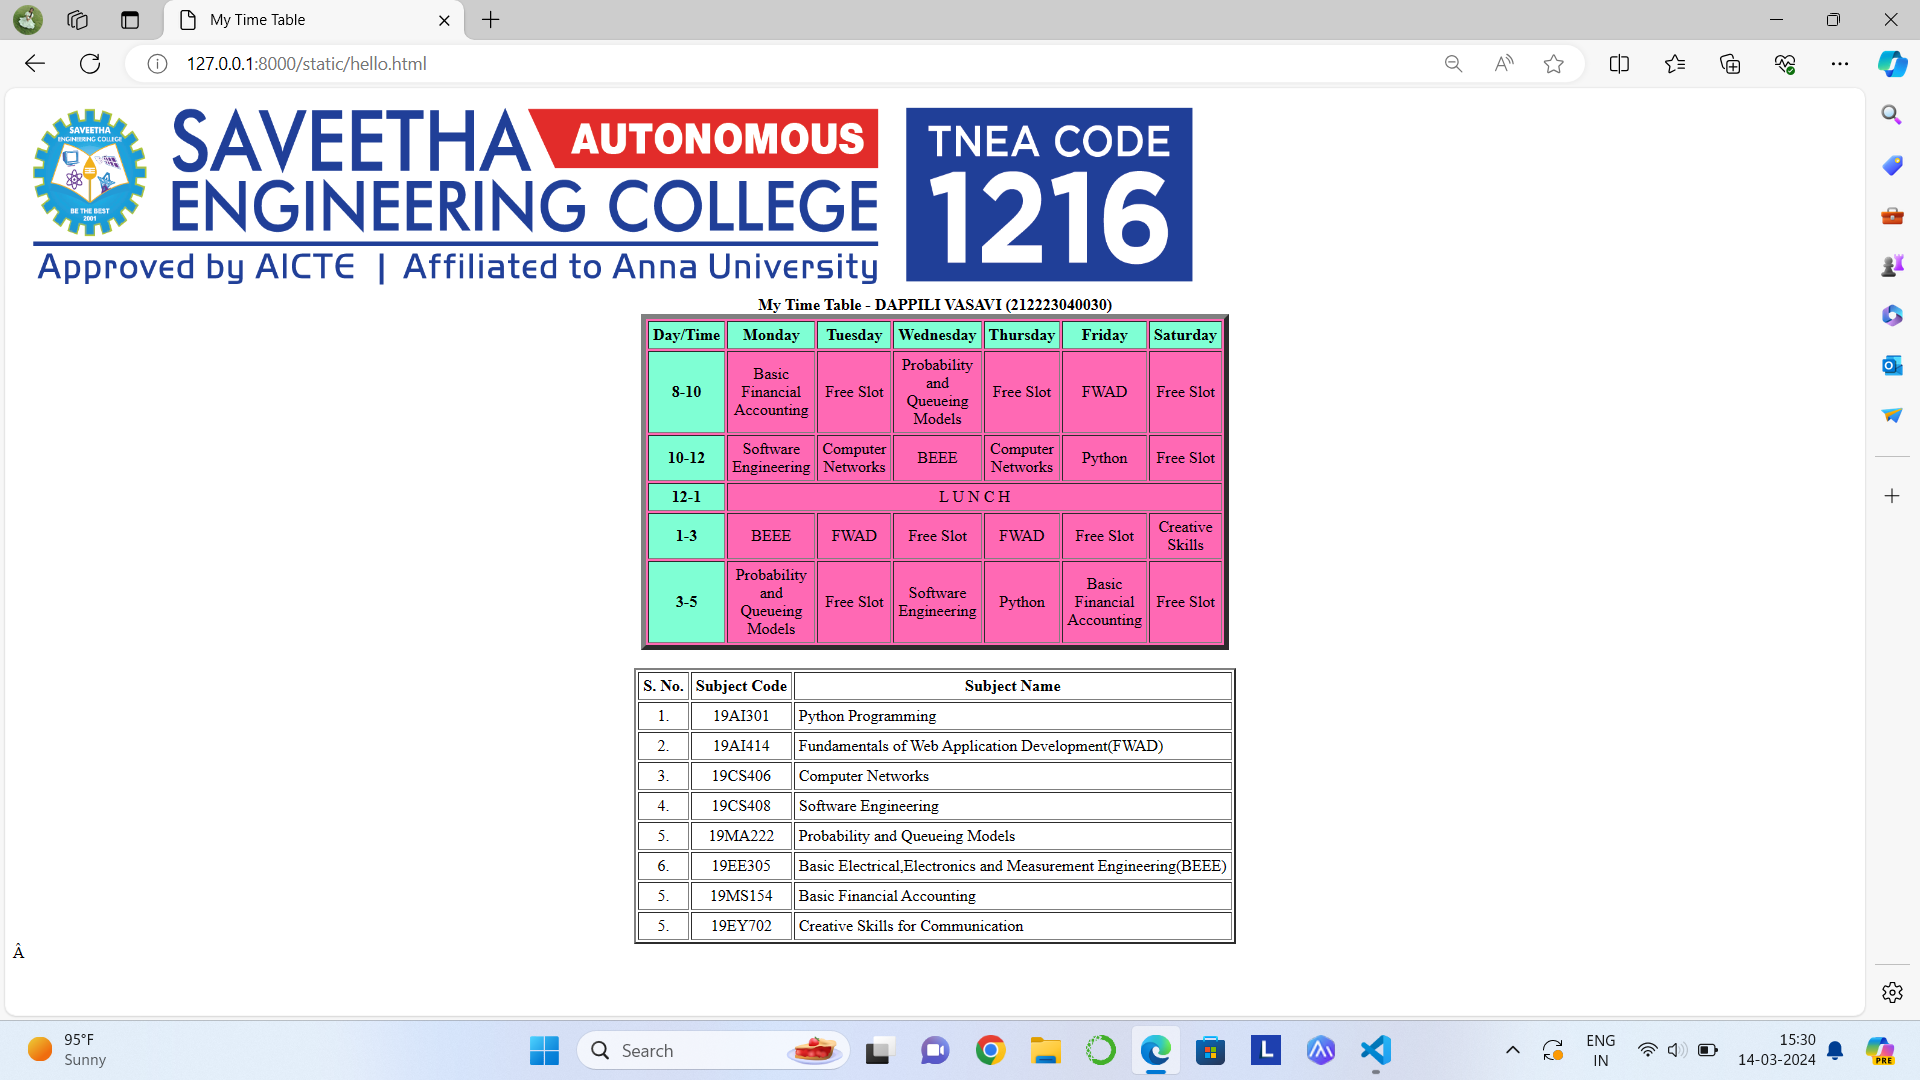 My Time Table
127.0.0.1:8000/static/hello.html
SAVEETHA
ENGINEERING COLLEGE
BE THE BEST
2001
SAVEETHA AUTONOMOUS
ENGINEERING COLLEGE
Approved by AICTE | Affiliated to Anna University
TNEA CODE
1216
My Time Table - DAPPILI VASAVI (212223040030)
Day/Time Monday Tuesday Wednesday Thursday Friday Saturday
8-10 Basic Financial Accounting Free Slot Probability and Queueing Models Free Slot FWAD Free Slot
10-12 Software Engineering Computer Networks BEEE Computer Networks Python Free Slot
12-1 L U N C H
1-3 BEEE FWAD Free Slot FWAD Free Slot Creative Skills
3-5 Probability and Queueing Models Free Slot Software Engineering Python Basic Financial Accounting Free Slot
S. No. Subject Code Subject Name
1. 19AI301 Python Programming
2. 19AI414 Fundamentals of Web Application Development(FWAD)
3. 19CS406 Computer Networks
4. 19CS408 Software Engineering
5. 19MA222 Probability and Queueing Models
6. 19EE305 Basic Electrical,Electronics and Measurement Engineering(BEEE)
5. 19MS154 Basic Financial Accounting
5. 19EY702 Creative Skills for Communication
Â
95°F
Sunny
Search
L
ENG
IN
15:30
14-03-2024
PRE